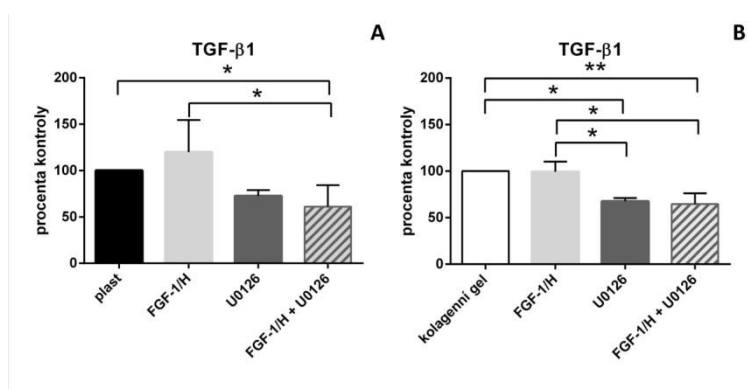 A
TGF-β1
*
*
procenta kontroly
200
150
100
50
0
plast
FGF-1/H
U0126
FGF-1/H + U0126
B
TGF-β1
**
*
*
*
procenta kontroly
200
150
100
50
0
kolagenní gel
FGF-1/H
U0126
FGF-1/H + U0126